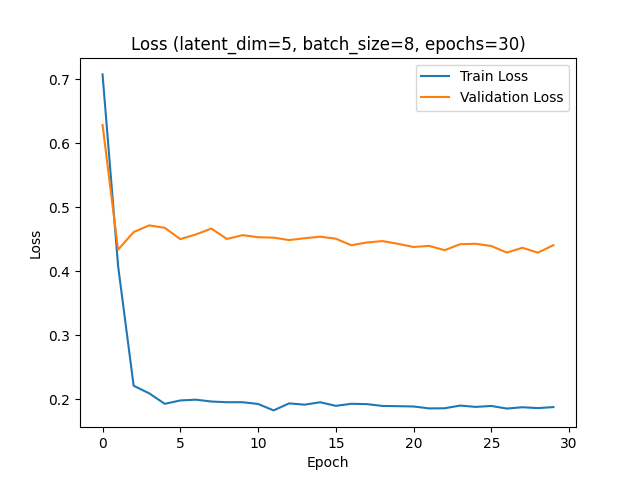 Loss (latent_dim=5, batch_size=8, epochs=30)
Train Loss
Validation Loss
0.7
0.6
0.5
0.4
0.3
0.2
Loss
0
5
10
15
20
25
30
Epoch